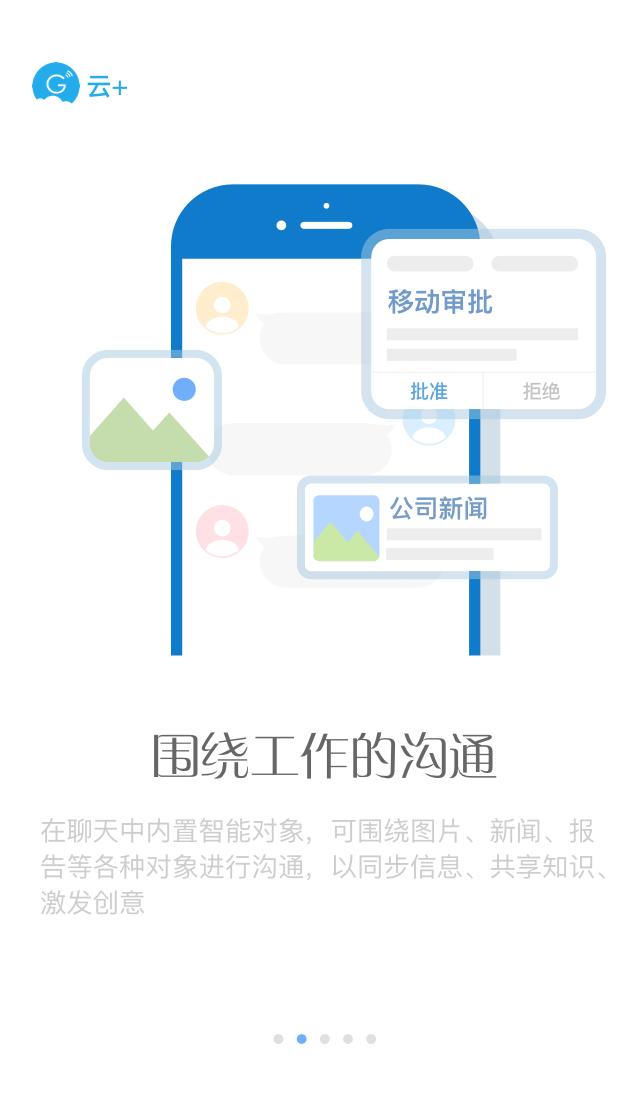 G 云+
移动审批
批准 拒绝
公司新闻
围绕工作的沟通
在聊天中内置智能对象，可围绕图片、新闻、报
告等各种对象进行沟通，以同步信息、共享知识、
激发创意